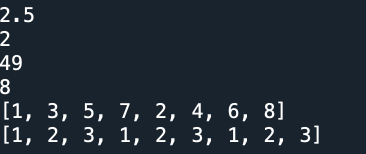 2.5
2
49
8
[1, 3, 5, 7, 2, 4, 6, 8]
[1, 2, 3, 1, 2, 3, 1, 2, 3]